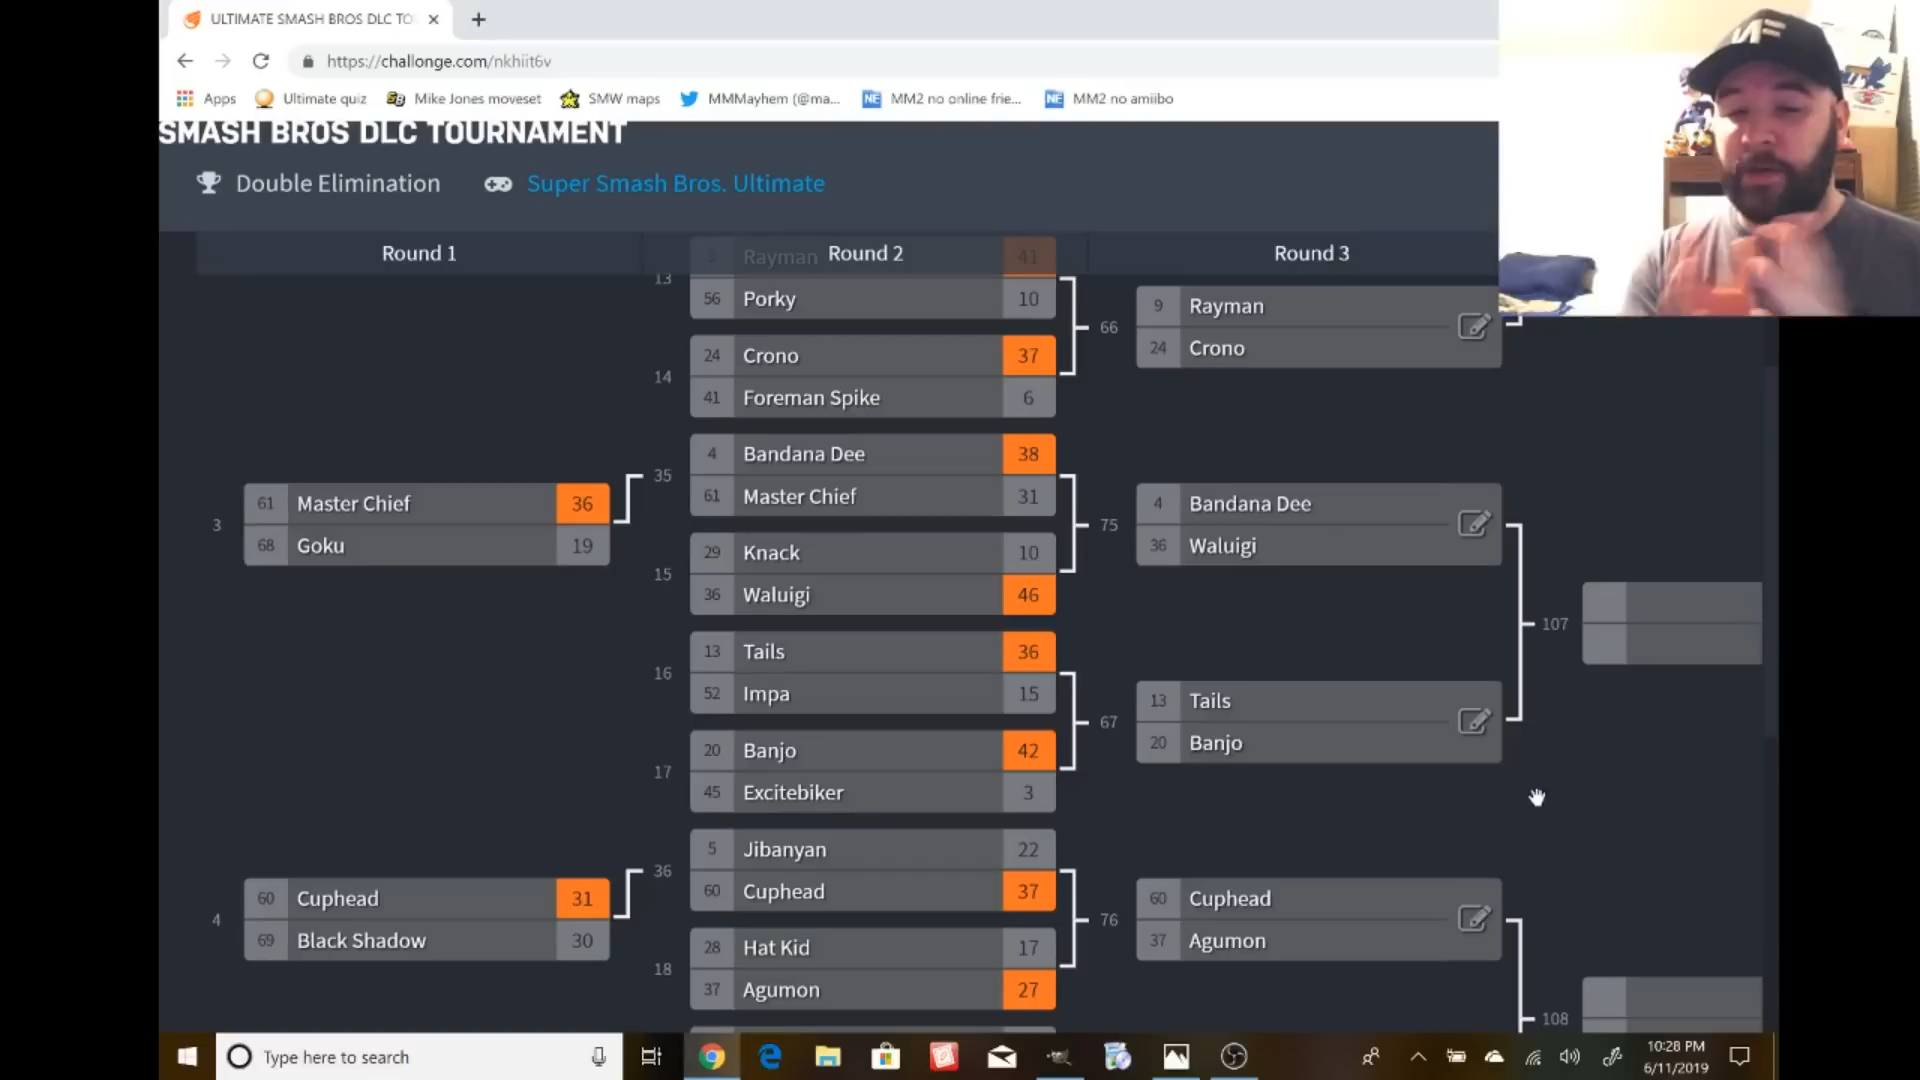 ULTIMATE SMASH BROS DLC TO
https://challonge.com/nkhiit6v
Apps
Ultimate quiz
Mike Jones moveset
SMW maps
MMMayhem (@ma...
MM2 no online frie...
MM2 no amiibo
SMASH BROS DLC TOURNAMENT
Double Elimination
Super Smash Bros. Ultimate
Round 1
Round 2
Round 3
3
61 Master Chief 36
68 Goku 19
4
60 Cuphead 31
69 Black Shadow 30
13
Rayman 41
56 Porky 10
14
24 Crono 37
41 Foreman Spike 6
35
4 Bandana Dee 38
61 Master Chief 31
15
29 Knack 10
36 Waluigi 46
16
13 Tails 36
52 Impa 15
17
20 Banjo 42
45 Excitebiker 3
36
5 Jibanyan 22
60 Cuphead 37
18
28 Hat Kid 17
37 Agumon 27
66
9 Rayman
24 Crono
75
4 Bandana Dee
36 Waluigi
67
13 Tails
20 Banjo
76
60 Cuphead
37 Agumon
107
108
Type here to search
10:28 PM
6/11/2019